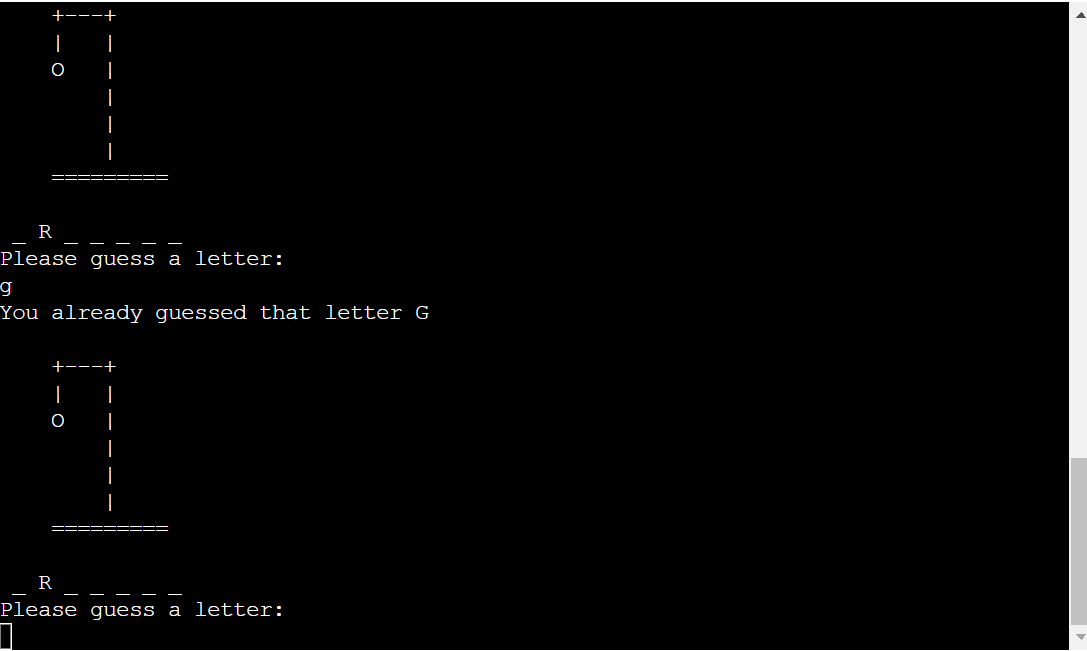 +---+
    |   |
    O   |
        |
        |
        |
    =========

 _ R _ _ _ _ _
Please guess a letter:
g
You already guessed that letter G

    +---+
    |   |
    O   |
        |
        |
        |
    =========

 _ R _ _ _ _ _
Please guess a letter: